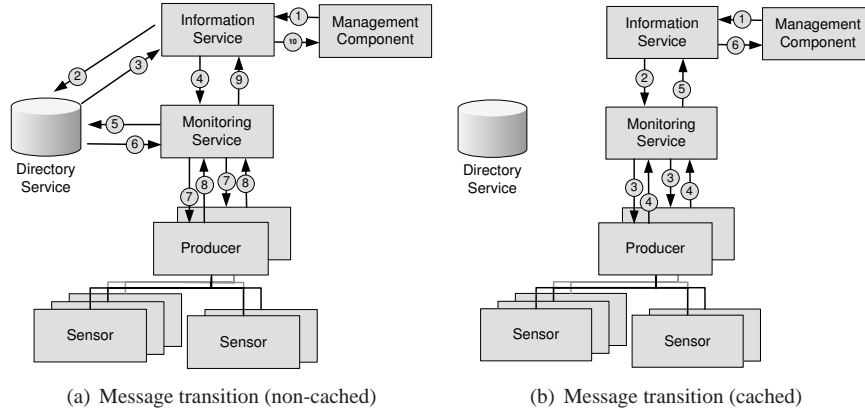 Information
Service
1
10
Management
Component
2
3
4
9
Directory
Service
5
6
Monitoring
Service
7
8
7
8
Producer
Sensor
Sensor
(a) Message transition (non-cached)
Information
Service
1
6
Management
Component
2
5
Directory
Service
Monitoring
Service
3
4
3
4
Producer
Sensor
Sensor
(b) Message transition (cached)